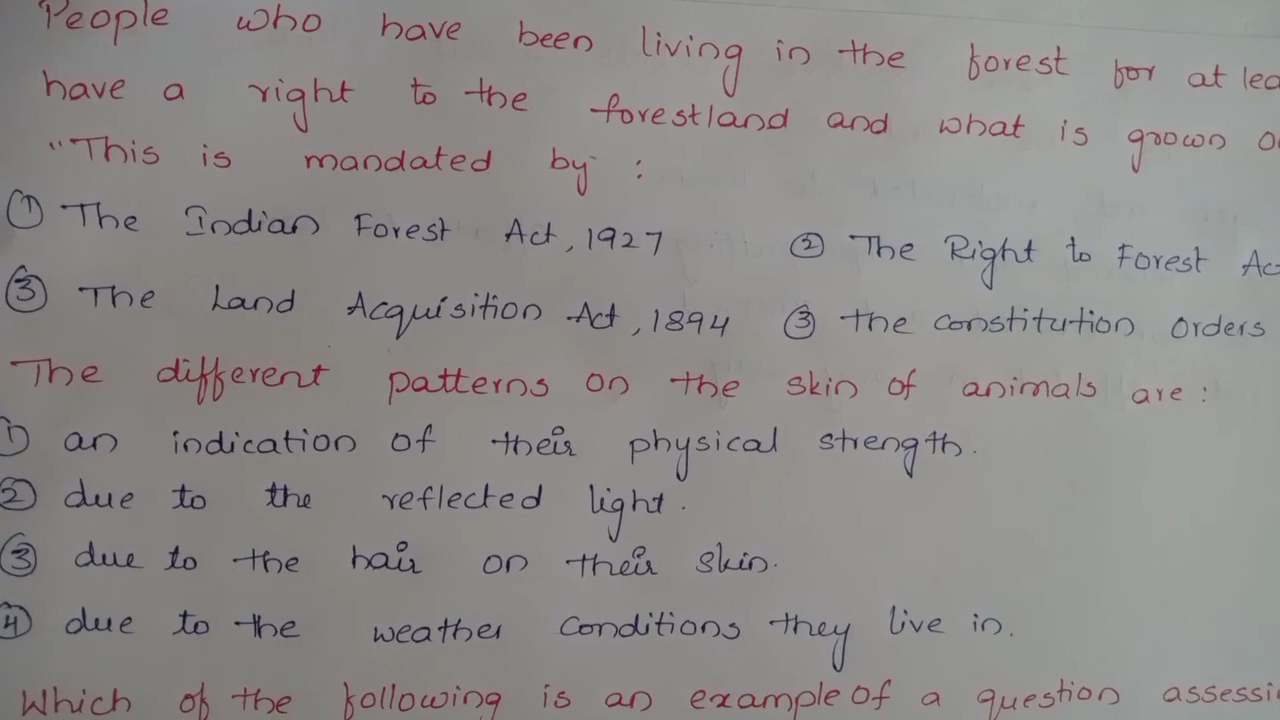 People who have been living in the forest for at lea
have a right to the forestland and what is grown o
"This is mandated by :
① The Indian Forest Act, 1927 ② The Right to Forest Ac
③ The Land Acquisition Act, 1894 ③ the constitution orders
The different patterns on the skin of animals are :
① an indication of their physical strength.
② due to the reflected light.
③ due to the hair on their skin.
④ due to the weather conditions they live in.
Which of the following is an example of a question assessi